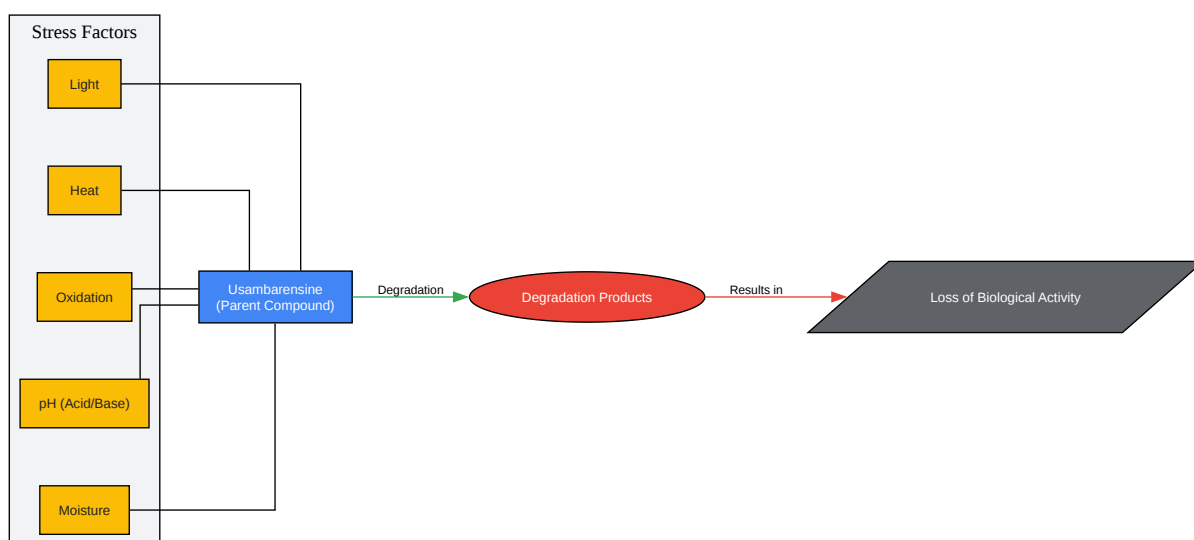 Stress Factors
Light
Heat
Oxidation
pH (Acid/Base)
Moisture
Usambarensine
(Parent Compound)
Degradation
Degradation Products
Results in
Loss of Biological Activity